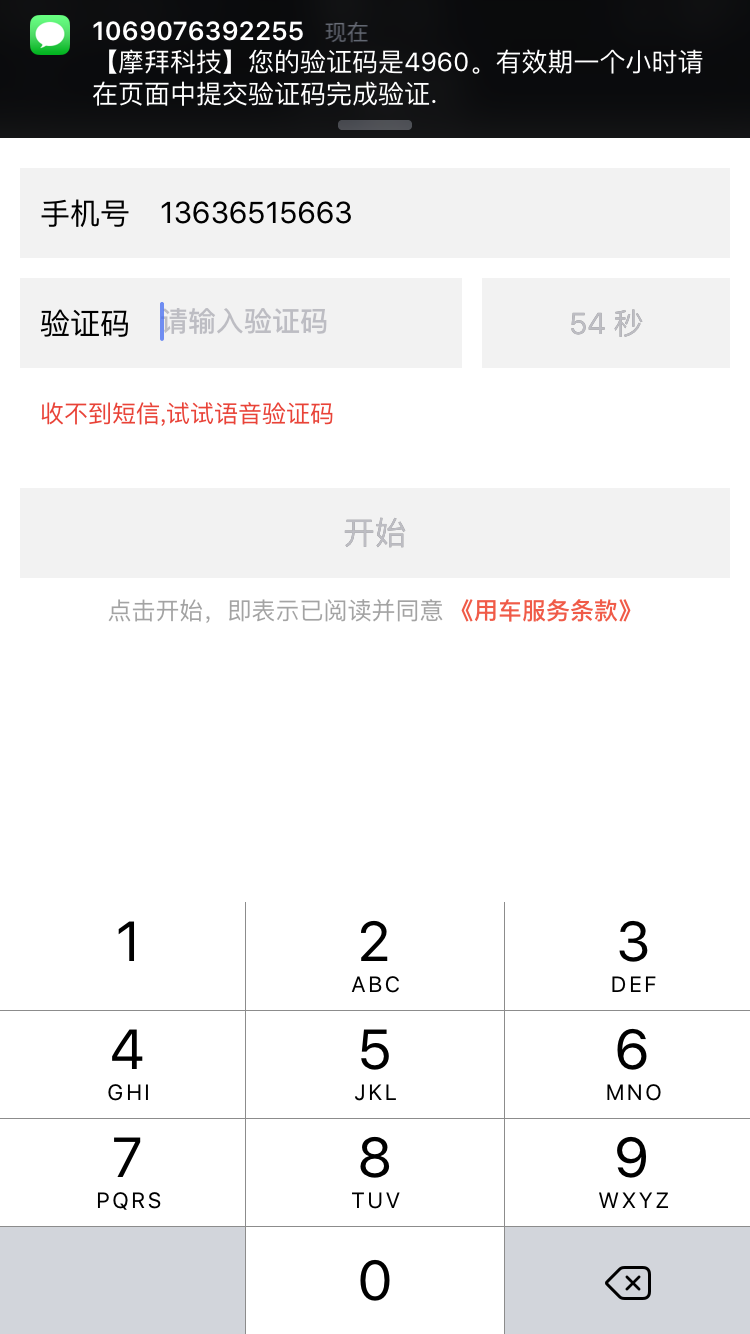 1069076392255 现在
【摩拜科技】您的验证码是4960。有效期一个小时请
在页面中提交验证码完成验证.
手机号 13636515663
验证码 请输入验证码 54 秒
收不到短信,试试语音验证码
开始
点击开始，即表示已阅读并同意 《用车服务条款》
1 2 3
ABC DEF
4 5 6
GHI JKL MNO
7 8 9
PQRS TUV WXYZ
0